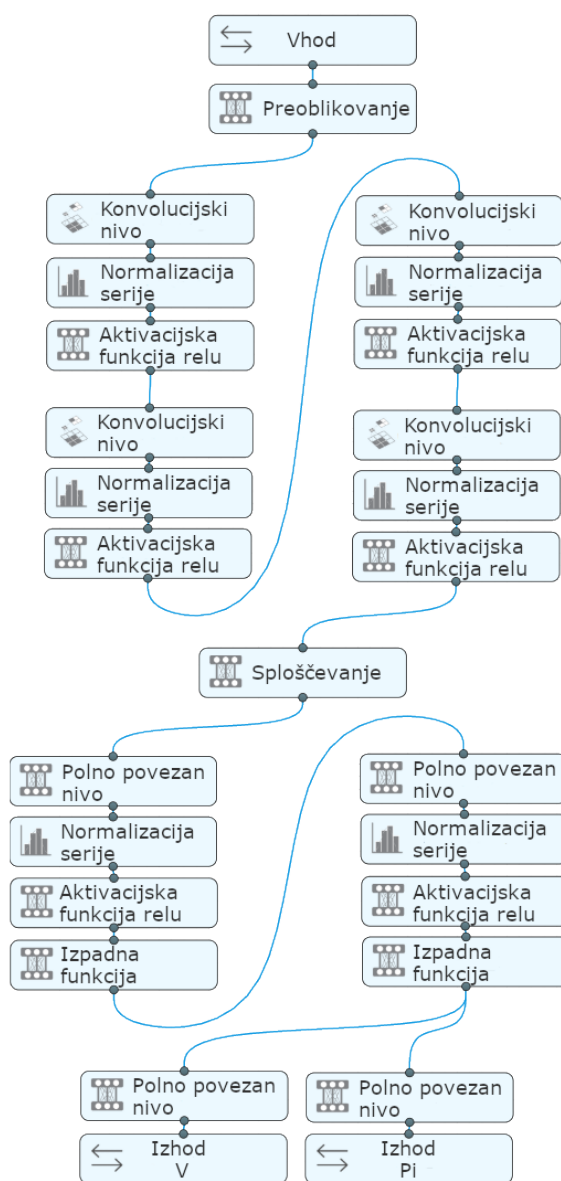 Vhod
Preoblikovanje
Konvolucijski
nivo
Normalizacija
serije
Aktivacijska
funkcija relu
Konvolucijski
nivo
Normalizacija
serije
Aktivacijska
funkcija relu
Konvolucijski
nivo
Normalizacija
serije
Aktivacijska
funkcija relu
Konvolucijski
nivo
Normalizacija
serije
Aktivacijska
funkcija relu
Sploščevanje
Polno povezan
nivo
Normalizacija
serije
Aktivacijska
funkcija relu
Izpadna
funkcija
Polno povezan
nivo
Normalizacija
serije
Aktivacijska
funkcija relu
Izpadna
funkcija
Polno povezan
nivo
Izhod
V
Polno povezan
nivo
Izhod
Pi